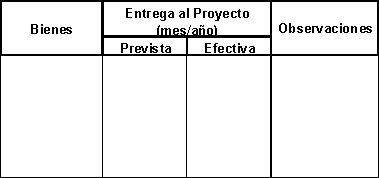 Bienes
Entrega al Proyecto
(mes/año)
Observaciones
Prevista
Efectiva